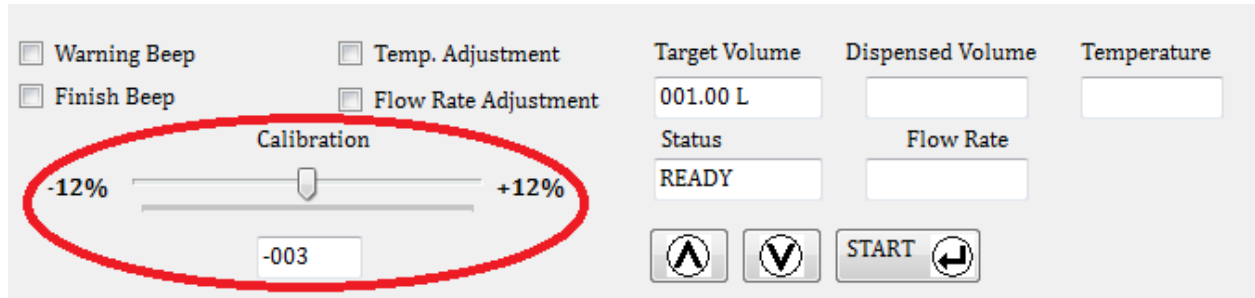 Warning Beep
Temp. Adjustment
Finish Beep
Flow Rate Adjustment
Calibration
-12%
+12%
-003
Target Volume
Dispensed Volume
Temperature
001.00 L
Status
Flow Rate
READY
START